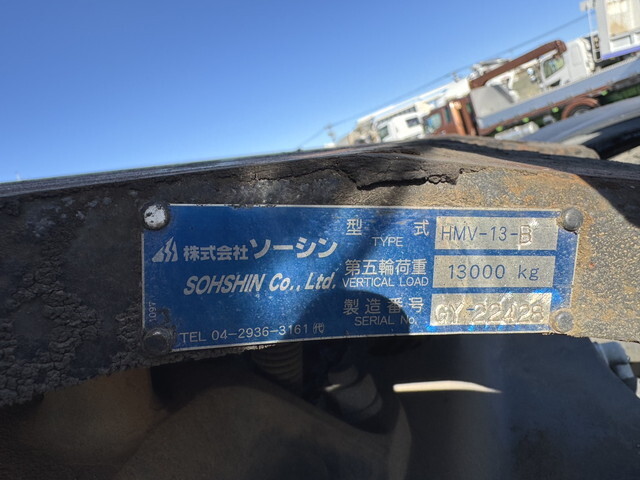 型式 TYPE HMV-13-B
株式会社 ソーシン
SOHSHIN Co., Ltd.
第五輪荷重 VERTICAL LOAD 13000 kg
製造番号 SERIAL No. GY-22428
TEL 04-2936-3161 代
1097